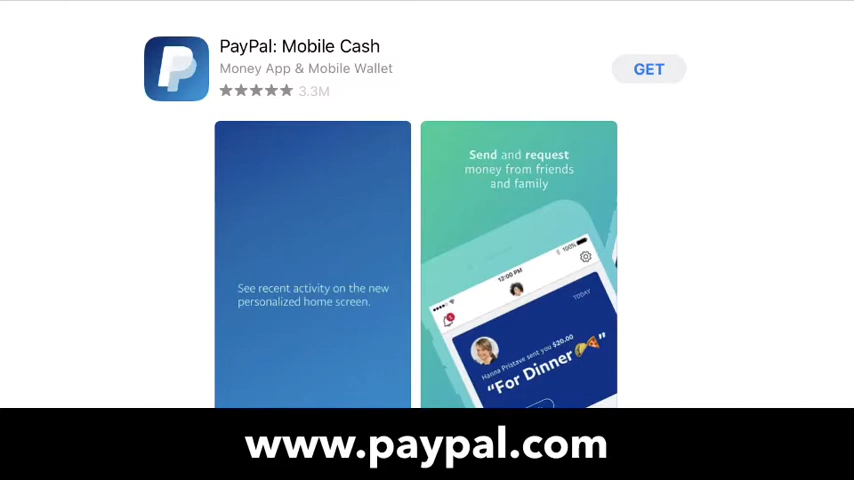 PayPal: Mobile Cash
Money App & Mobile Wallet
3.3M
GET
See recent activity on the new
personalized home screen.
Send and request
money from friends
and family
100%
12:00 PM
1
TODAY
Hanna Pristave sent you $20.00
“For Dinner 🌮🍕”
www.paypal.com